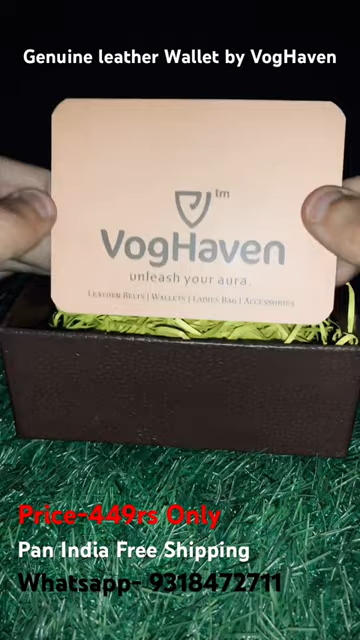 Genuine leather Wallet by VogHaven
tm
VogHaven
unleash your aura.
Leather Belts | Wallets | Ladies Bag | Accessories
Price-449rs Only
Pan India Free Shipping
Whatsapp- 9318472711